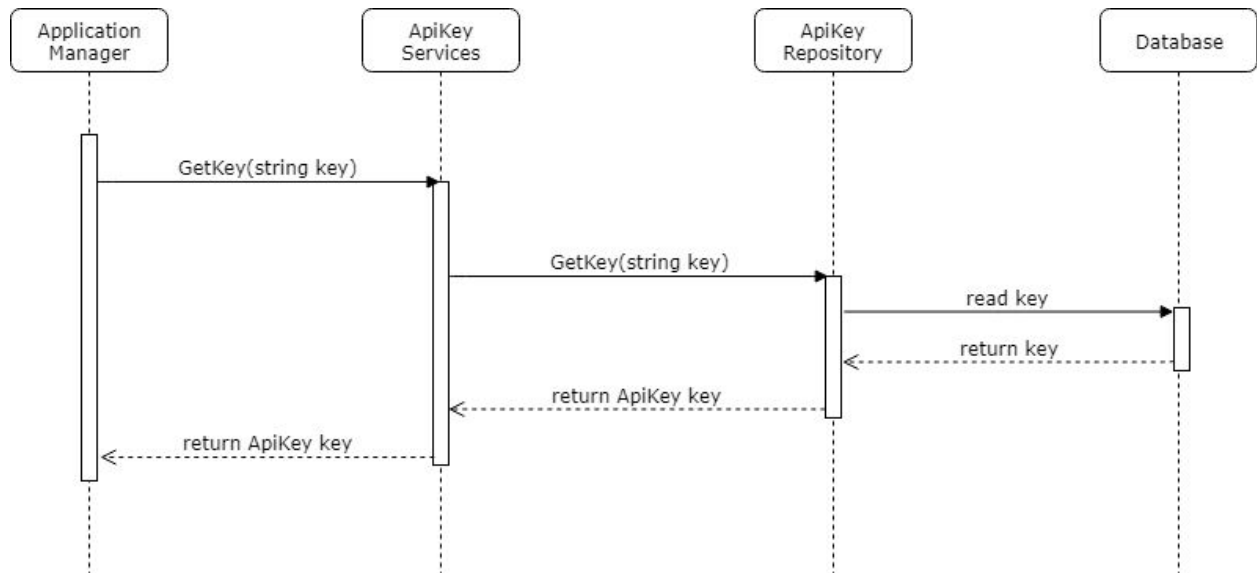 Application
Manager
ApiKey
Services
ApiKey
Repository
Database
GetKey(string key)
GetKey(string key)
read key
return key
return ApiKey key
return ApiKey key